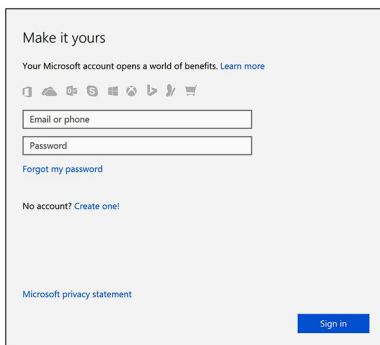 Make it yours
Your Microsoft account opens a world of benefits. Learn more
Email or phone
Password
Forgot my password
No account? Create one!
Microsoft privacy statement
Sign in